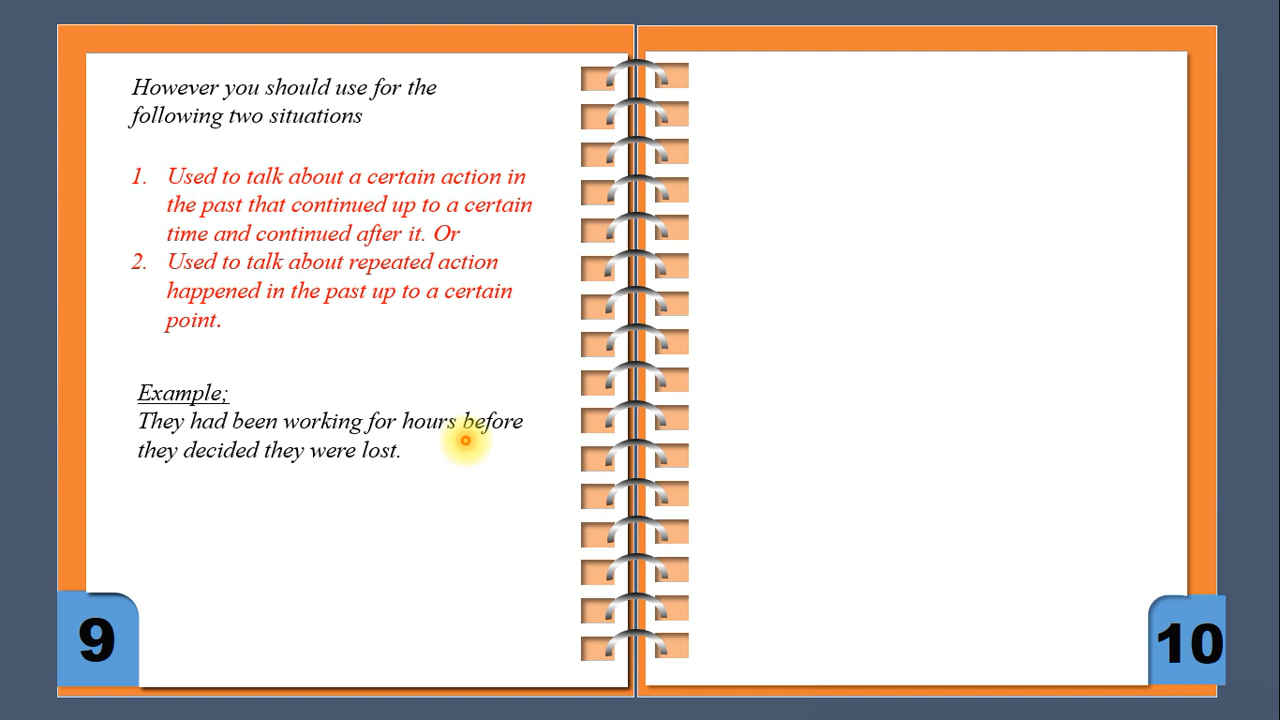 However you should use for the
following two situations
1. Used to talk about a certain action in
the past that continued up to a certain
time and continued after it. Or
2. Used to talk about repeated action
happened in the past up to a certain
point.
Example;
They had been working for hours before
they decided they were lost.
9
10